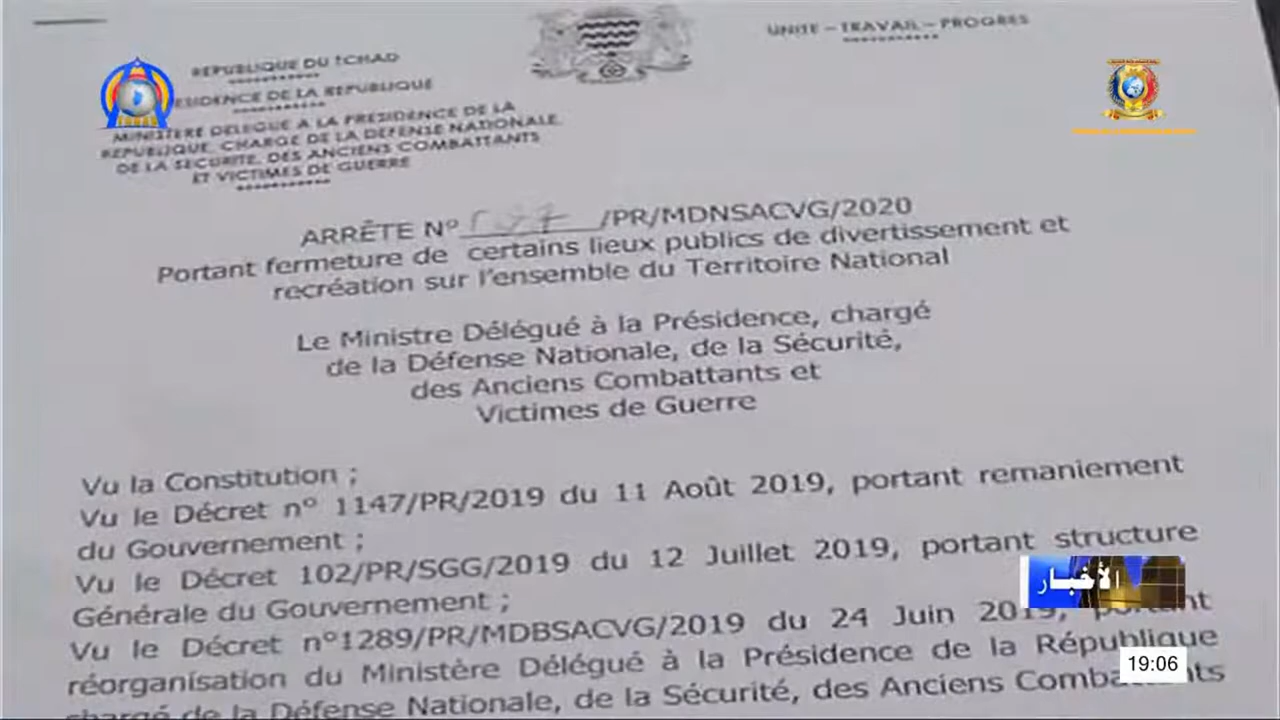 REPUBLIQUE DU TCHAD
UNITE – TRAVAIL – PROGRES
ESIDENCE DE LA REPUBLIQUE
MINISTERE DELEGUE A LA PRESIDENCE DE LA
REPUBLIQUE, CHARGE DE LA DEFENSE NATIONALE,
DE LA SECURITE, DES ANCIENS COMBATTANTS
ET VICTIMES DE GUERRE
ARRÊTE Nº /PR/MDNSACVG/2020
Portant fermeture de certains lieux publics de divertissement et
recréation sur l'ensemble du Territoire National
Le Ministre Délégué à la Présidence, chargé
de la Défense Nationale, de la Sécurité,
des Anciens Combattants et
Victimes de Guerre
Vu la Constitution ;
Vu le Décret nº 1147/PR/2019 du 11 Août 2019, portant remaniement
du Gouvernement ;
Vu le Décret 102/PR/SGG/2019 du 12 Juillet 2019, portant structure
Générale du Gouvernement ;
الأخبار
Vu le Décret nº1289/PR/MDBSACVG/2019 du 24 Juin 2019, portant
réorganisation du Ministère Délégué à la Présidence de la République
19:06
chargé de la Défense Nationale, de la Sécurité, des Anciens Combattants